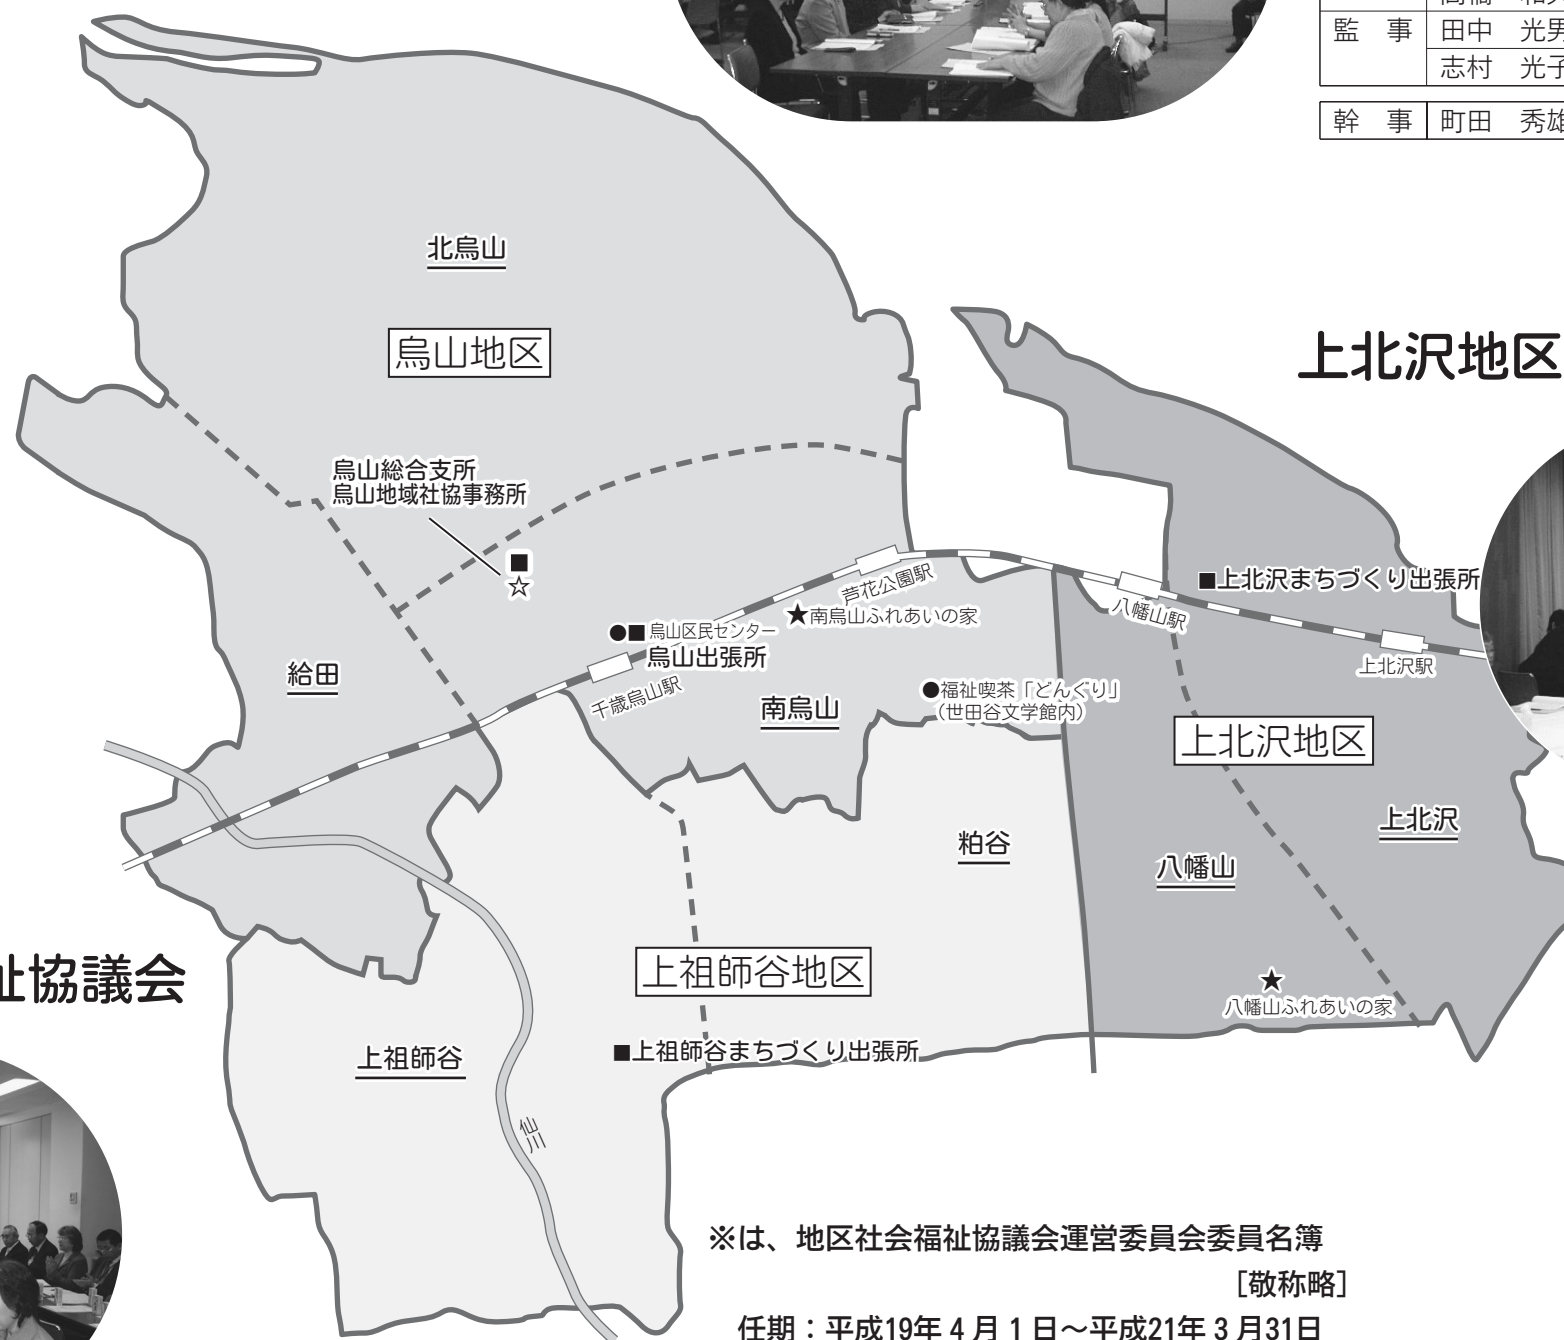 監　事
田中　光男
志村　光子
幹　事
町田　秀雄
北烏山
烏山地区
上北沢地区
烏山総合支所
烏山地域社協事務所
■
☆
芦花公園駅
■上北沢まちづくり出張所
★南烏山ふれあいの家
八幡山駅
●■烏山区民センター
烏山出張所
上北沢駅
給田
千歳烏山駅
南烏山
●福祉喫茶「どんぐり」
（世田谷文学館内）
上北沢地区
上北沢
粕谷
八幡山
上祖師谷地区
祉協議会
★
八幡山ふれあいの家
上祖師谷
■上祖師谷まちづくり出張所
仙川
※は、地区社会福祉協議会運営委員会委員名簿
［敬称略］
任期：平成19年４月１日～平成21年３月31日